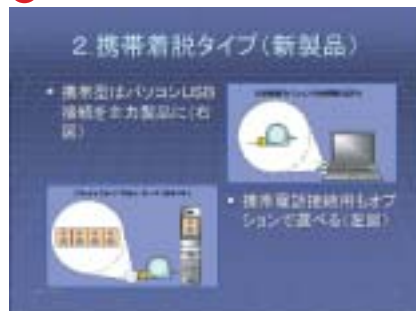 2.携帯着脱タイプ(新製品)
• 携帯型はパソコンUSB
接続を主力製品に(右
図)
• 携帯電話接続用もオプ
ションで選べる(左図)